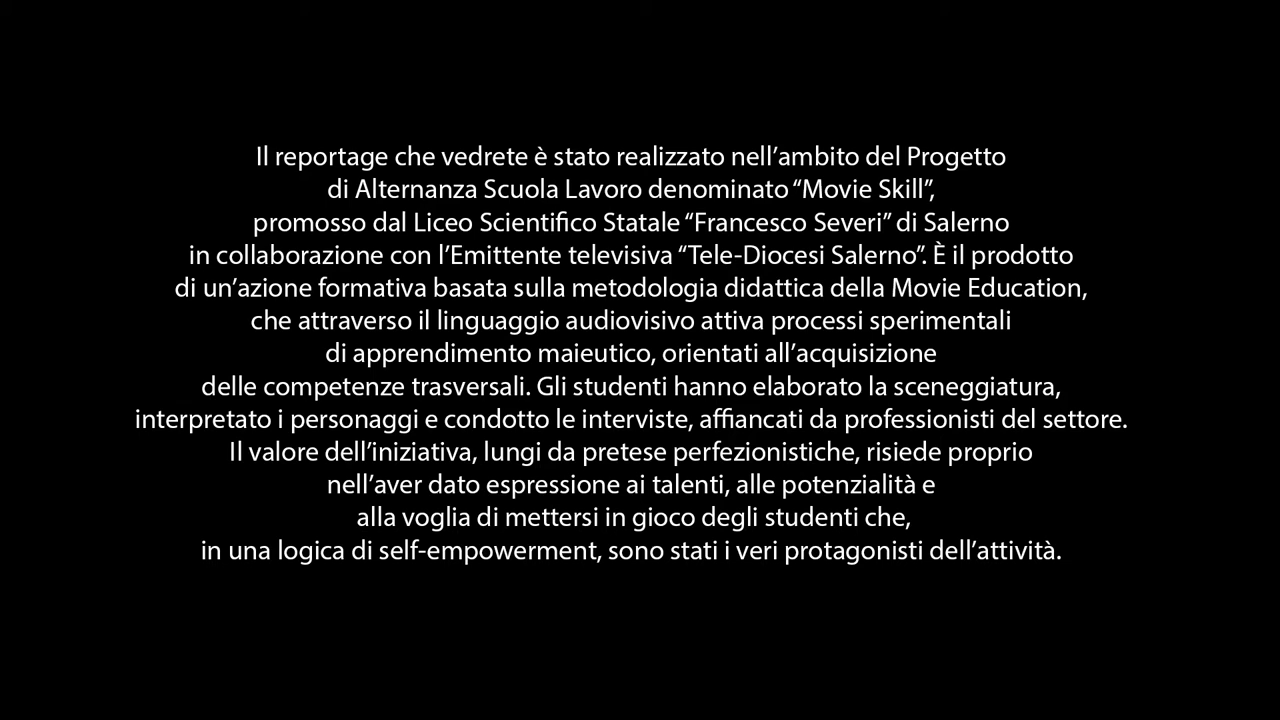 Il reportage che vedrete è stato realizzato nell’ambito del Progetto
di Alternanza Scuola Lavoro denominato “Movie Skill”,
promosso dal Liceo Scientifico Statale “Francesco Severi” di Salerno
in collaborazione con l’Emittente televisiva “Tele-Diocesi Salerno”. È il prodotto
di un’azione formativa basata sulla metodologia didattica della Movie Education,
che attraverso il linguaggio audiovisivo attiva processi sperimentali
di apprendimento maieutico, orientati all’acquisizione
delle competenze trasversali. Gli studenti hanno elaborato la sceneggiatura,
interpretato i personaggi e condotto le interviste, affiancati da professionisti del settore.
Il valore dell’iniziativa, lungi da pretese perfezionistiche, risiede proprio
nell’aver dato espressione ai talenti, alle potenzialità e
alla voglia di mettersi in gioco degli studenti che,
in una logica di self-empowerment, sono stati i veri protagonisti dell’attività.